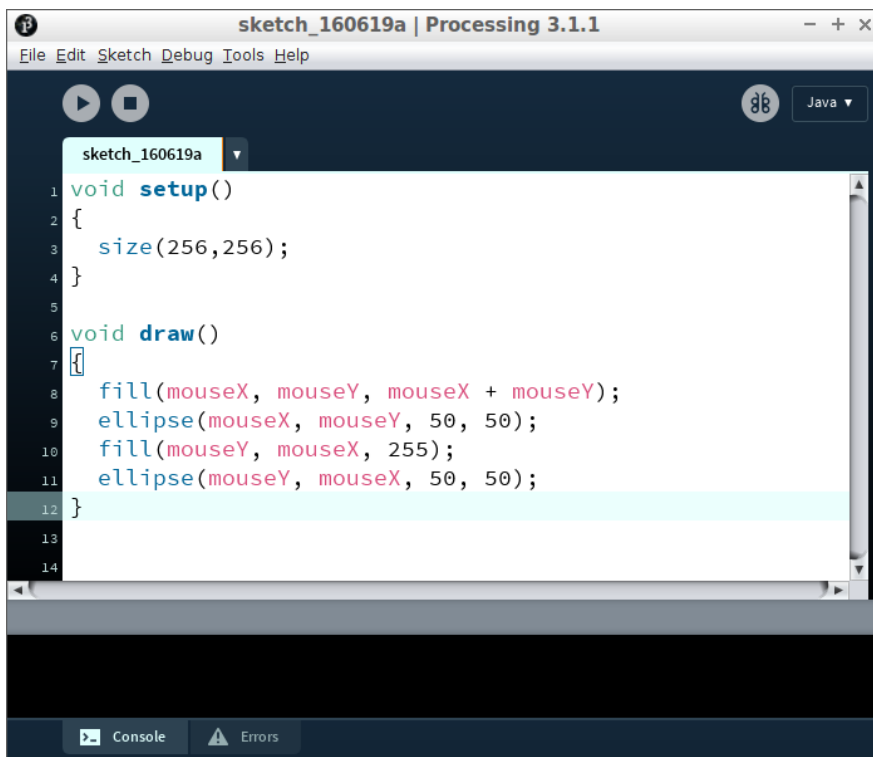 sketch_160619a | Processing 3.1.1
File Edit Sketch Debug Tools Help
Java ▼
sketch_160619a ▼
1 void setup()
2 {
3   size(256,256);
4 }
5
6 void draw()
7 {
8   fill(mouseX, mouseY, mouseX + mouseY);
9   ellipse(mouseX, mouseY, 50, 50);
10   fill(mouseY, mouseX, 255);
11   ellipse(mouseY, mouseX, 50, 50);
12 }
13
14
Console Errors